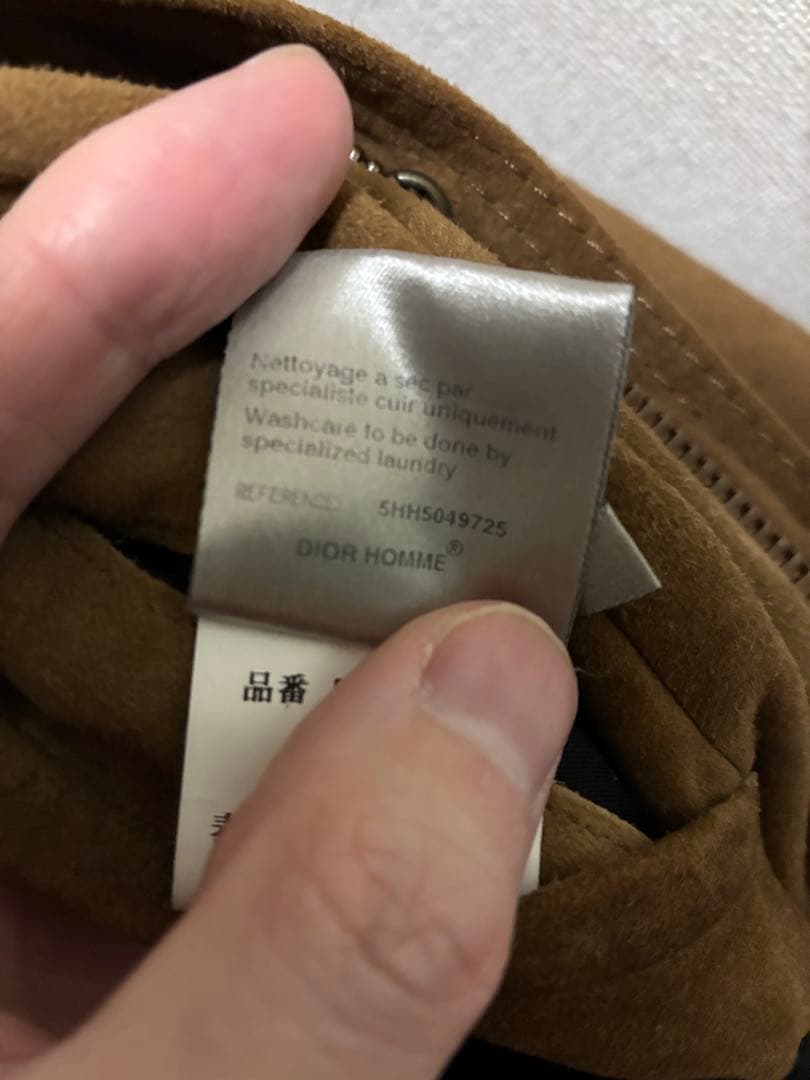 Nettoyage a sec par
specialiste cuir uniquement
Washcare to be done by
specialized laundry
REFERENCE: 5HH5049725
DIOR HOMME®
品番